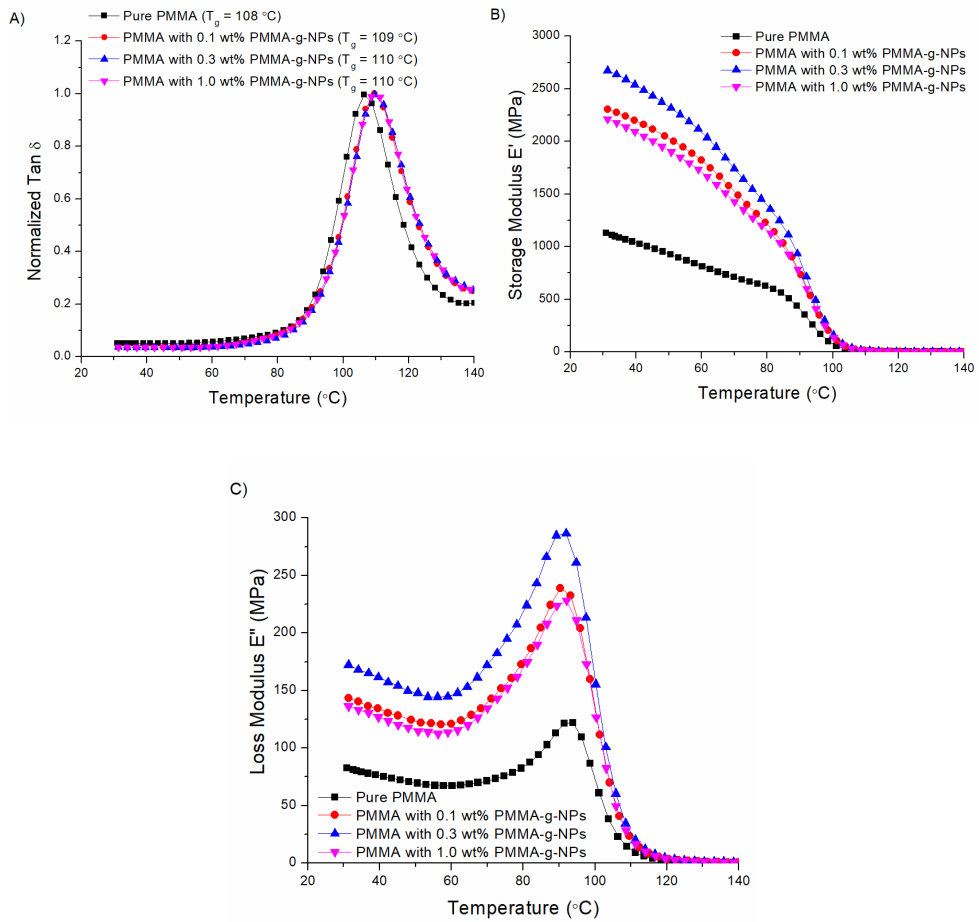 A)
Pure PMMA (Tg = 108 °C)
PMMA with 0.1 wt% PMMA-g-NPs (Tg = 109 °C)
PMMA with 0.3 wt% PMMA-g-NPs (Tg = 110 °C)
PMMA with 1.0 wt% PMMA-g-NPs (Tg = 110 °C)
1.2
1.0
0.8
0.6
0.4
0.2
0.0
Normalized Tan δ
20 40 60 80 100 120 140
Temperature (°C)
B)
Pure PMMA
PMMA with 0.1 wt% PMMA-g-NPs
PMMA with 0.3 wt% PMMA-g-NPs
PMMA with 1.0 wt% PMMA-g-NPs
3000
2500
2000
1500
1000
500
0
Storage Modulus E' (MPa)
20 40 60 80 100 120 140
Temperature (°C)
C)
300
250
200
150
100
50
0
Loss Modulus E" (MPa)
Pure PMMA
PMMA with 0.1 wt% PMMA-g-NPs
PMMA with 0.3 wt% PMMA-g-NPs
PMMA with 1.0 wt% PMMA-g-NPs
20 40 60 80 100 120 140
Temperature (°C)